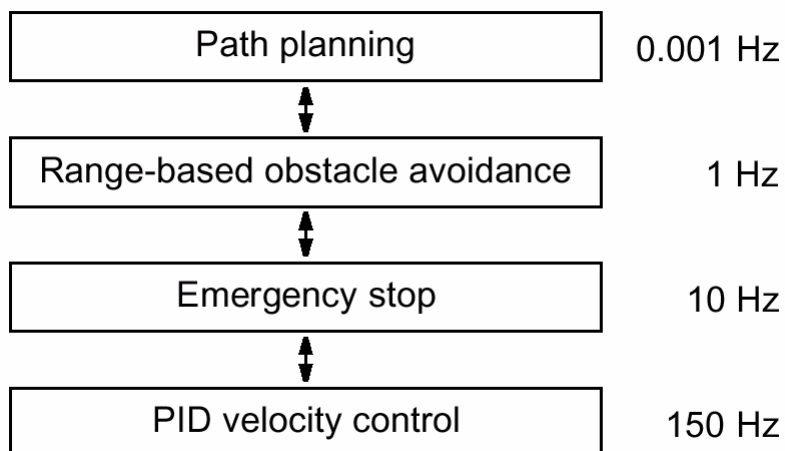 Path planning 0.001 Hz
Range-based obstacle avoidance 1 Hz
Emergency stop 10 Hz
PID velocity control 150 Hz